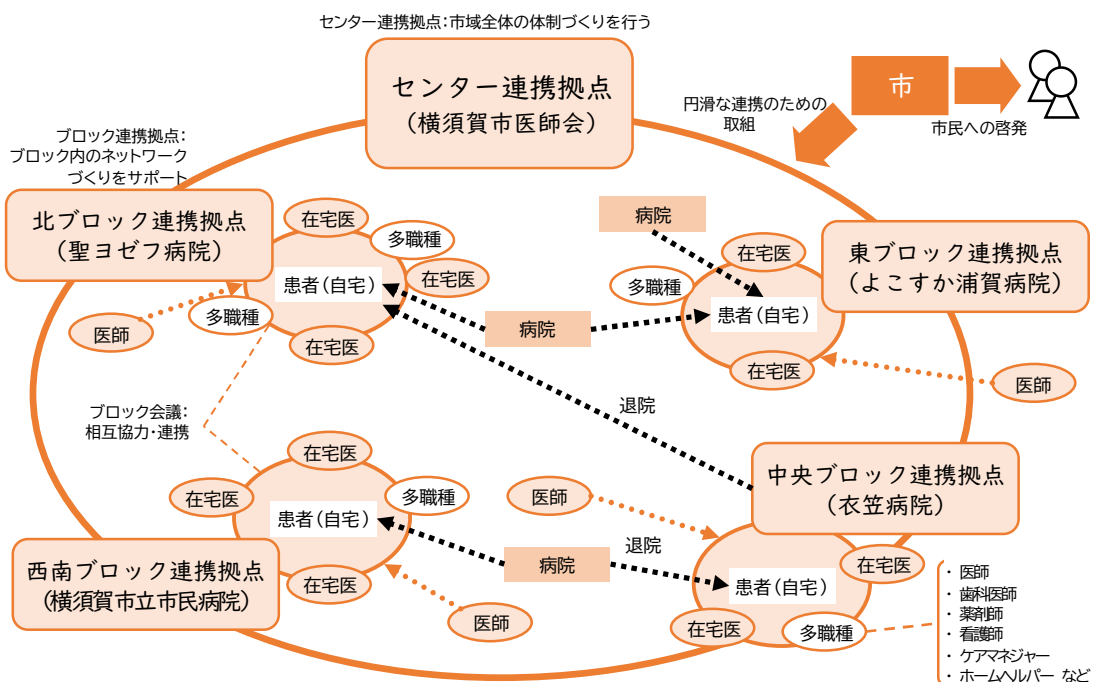 センター連携拠点:市域全体の体制づくりを行う
センター連携拠点
(横須賀市医師会)
市
円滑な連携のための
取組
市民への啓発
ブロック連携拠点:
ブロック内のネットワーク
づくりをサポート
北ブロック連携拠点
(聖ヨゼフ病院)
在宅医
多職種
在宅医
患者(自宅)
多職種
在宅医
医師
病院
病院
東ブロック連携拠点
(よこすか浦賀病院)
在宅医
多職種
患者(自宅)
在宅医
医師
ブロック会議:
相互協力・連携
退院
中央ブロック連携拠点
(衣笠病院)
在宅医
在宅医
多職種
患者(自宅)
在宅医
西南ブロック連携拠点
(横須賀市立市民病院)
医師
病院
退院
医師
患者(自宅)
在宅医
在宅医
多職種
・ 医師
・ 歯科医師
・ 薬剤師
・ 看護師
・ ケアマネジャー
・ ホームヘルパー など